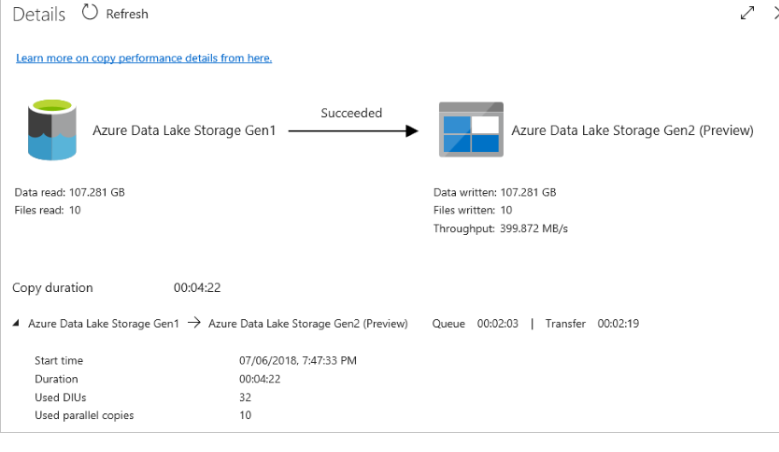 Details Refresh
Learn more on copy performance details from here.
Succeeded
Azure Data Lake Storage Gen1
Azure Data Lake Storage Gen2 (Preview)
Data read: 107.281 GB
Files read: 10
Data written: 107.281 GB
Files written: 10
Throughput: 399.872 MB/s
Copy duration 00:04:22
Azure Data Lake Storage Gen1 → Azure Data Lake Storage Gen2 (Preview) Queue 00:02:03 | Transfer 00:02:19
Start time 07/06/2018, 7:47:33 PM
Duration 00:04:22
Used DIUs 32
Used parallel copies 10